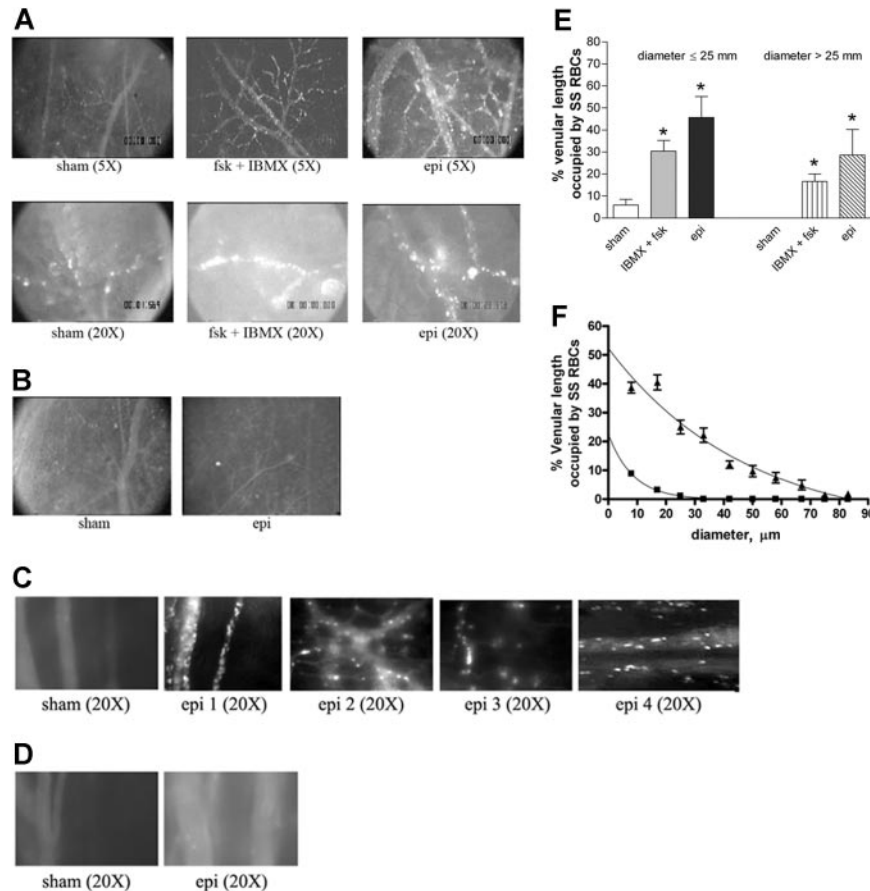 A
sham (5X)
fsk + IBMX (5X)
epi (5X)
sham (20X)
fsk + IBMX (20X)
epi (20X)
B
sham
epi
C
sham (20X)
epi 1 (20X)
epi 2 (20X)
epi 3 (20X)
epi 4 (20X)
D
sham (20X)
epi (20X)
E
% venular length
occupied by SS RBCs
80
70
60
50
40
30
20
10
0
diameter ≤ 25 mm
diameter > 25 mm
*
*
*
*
sham
IBMX + fsk
epi
sham
IBMX + fsk
epi
F
% Venular length
occupied by SS RBCs
60
50
40
30
20
10
0
0 10 20 30 40 50 60 70 80 90
diameter, μm